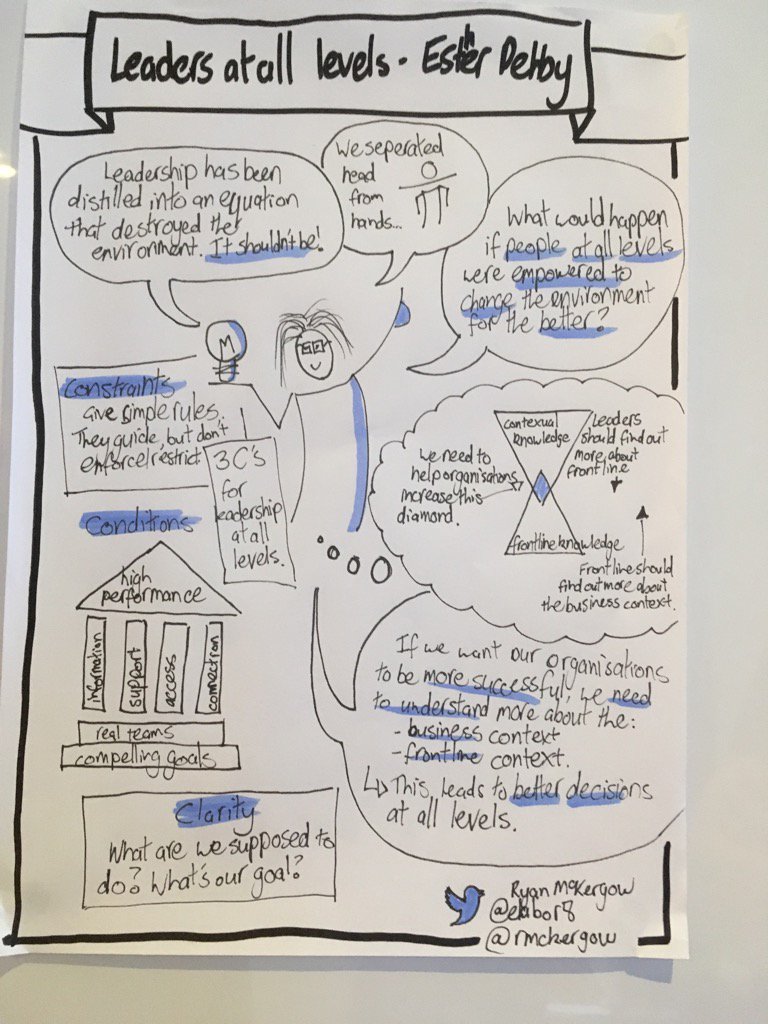 Leaders at all levels - Esther Derby
Leadership has been
distilled into an equation
that destroyed the
environment. It shouldn't be!
We seperated
head
from
hands...
What would happen
if people at all levels
were empowered to
change the environment
for the better?
M
Constraints
Give simple rules.
They guide, but don't
enforce/restrict
3C's
for
leadership
at all
levels.
We need to
help organisations
increase this
diamond.
contexual
knowledge
frontline knowledge
Leaders
should find out
more about
frontline
Frontline should
find out more about
the business context.
Conditions
high
performance
information
support
access
connection
real teams
compelling goals
If we want our organisations
to be more successful, we need
to understand more about the:
- business context
- frontline context.
↳ This leads to better decisions
at all levels.
Clarity
What are we supposed to
do? What's our goal?
Ryan McKergow
@elabor8
@rmckergow